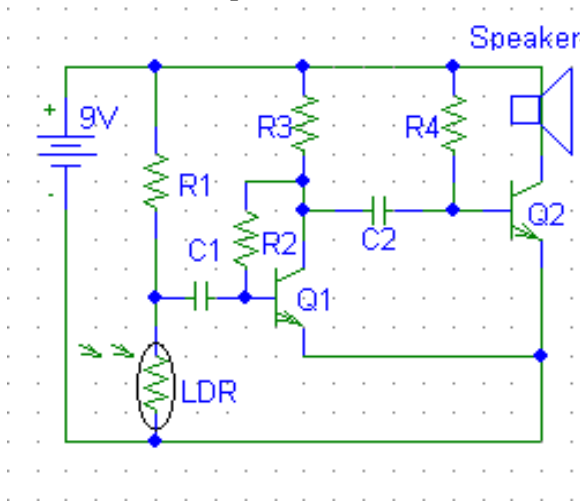 Speaker
+
9V
-
R3
R4
R1
Q2
C1
R2
C2
Q1
LDR